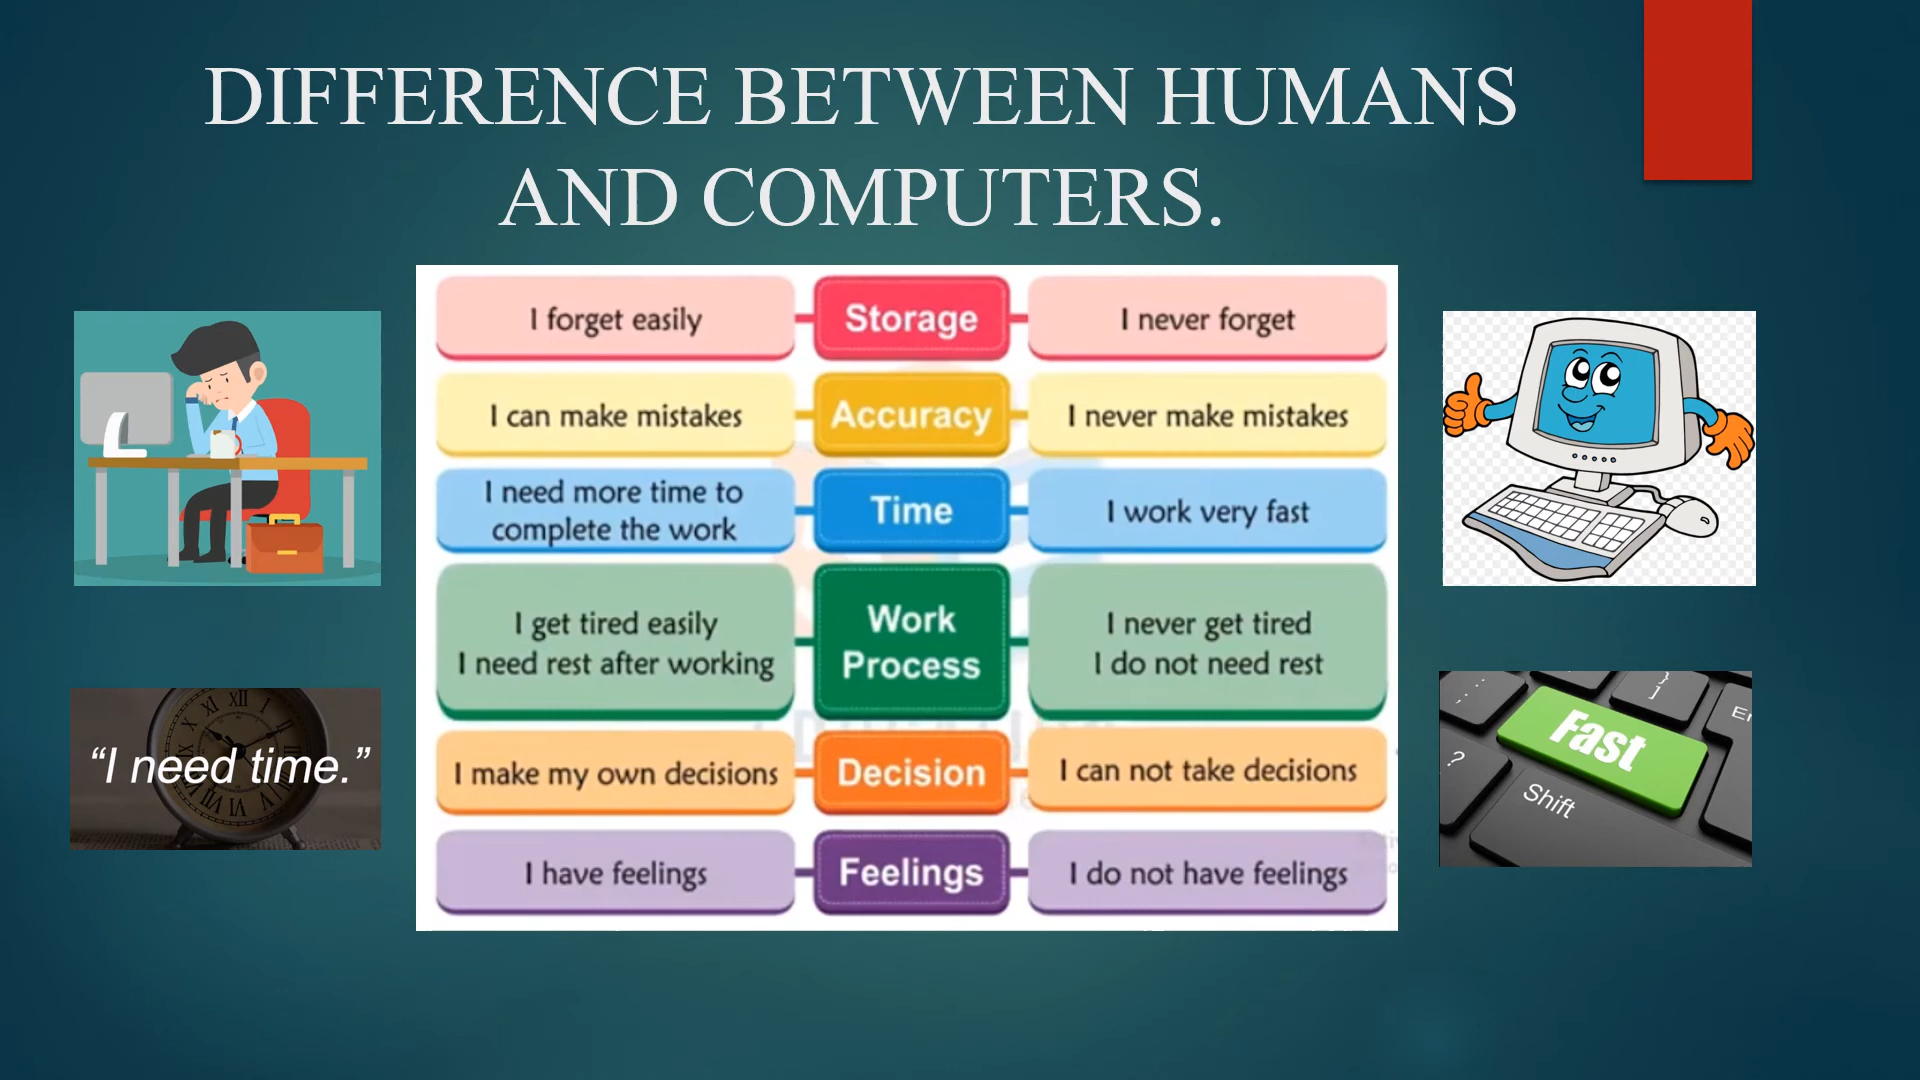 DIFFERENCE BETWEEN HUMANS
AND COMPUTERS.
I forget easily
Storage
I never forget
I can make mistakes
Accuracy
I never make mistakes
I need more time to
complete the work
Time
I work very fast
I get tired easily
I need rest after working
Work
Process
I never get tired
I do not need rest
I make my own decisions
Decision
I can not take decisions
I have feelings
Feelings
I do not have feelings
XII
“I need time.”
Fast
Shift
?
}
]